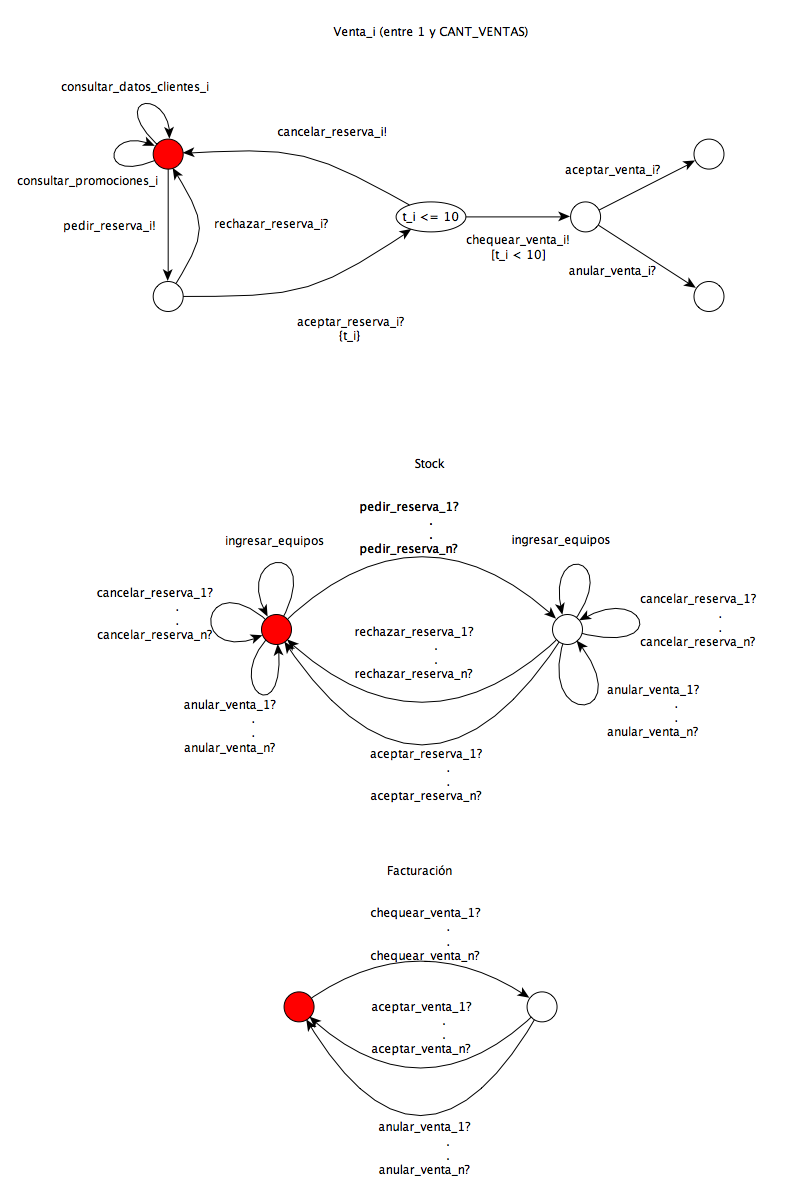 Venta_i (entre 1 y CANT_VENTAS)
consultar_datos_clientes_i
cancelar_reserva_i!
consultar_promociones_i
aceptar_venta_i?
pedir_reserva_i!
rechazar_reserva_i?
t_i <= 10
chequear_venta_i!
[t_i < 10]
anular_venta_i?
aceptar_reserva_i?
{t_i}
Stock
pedir_reserva_1?
.
.
pedir_reserva_n?
ingresar_equipos
ingresar_equipos
cancelar_reserva_1?
.
.
cancelar_reserva_n?
cancelar_reserva_1?
.
.
cancelar_reserva_n?
rechazar_reserva_1?
.
.
rechazar_reserva_n?
anular_venta_1?
.
.
anular_venta_n?
anular_venta_1?
.
.
anular_venta_n?
aceptar_reserva_1?
.
.
aceptar_reserva_n?
Facturación
chequear_venta_1?
.
.
chequear_venta_n?
aceptar_venta_1?
.
.
aceptar_venta_n?
anular_venta_1?
.
.
anular_venta_n?